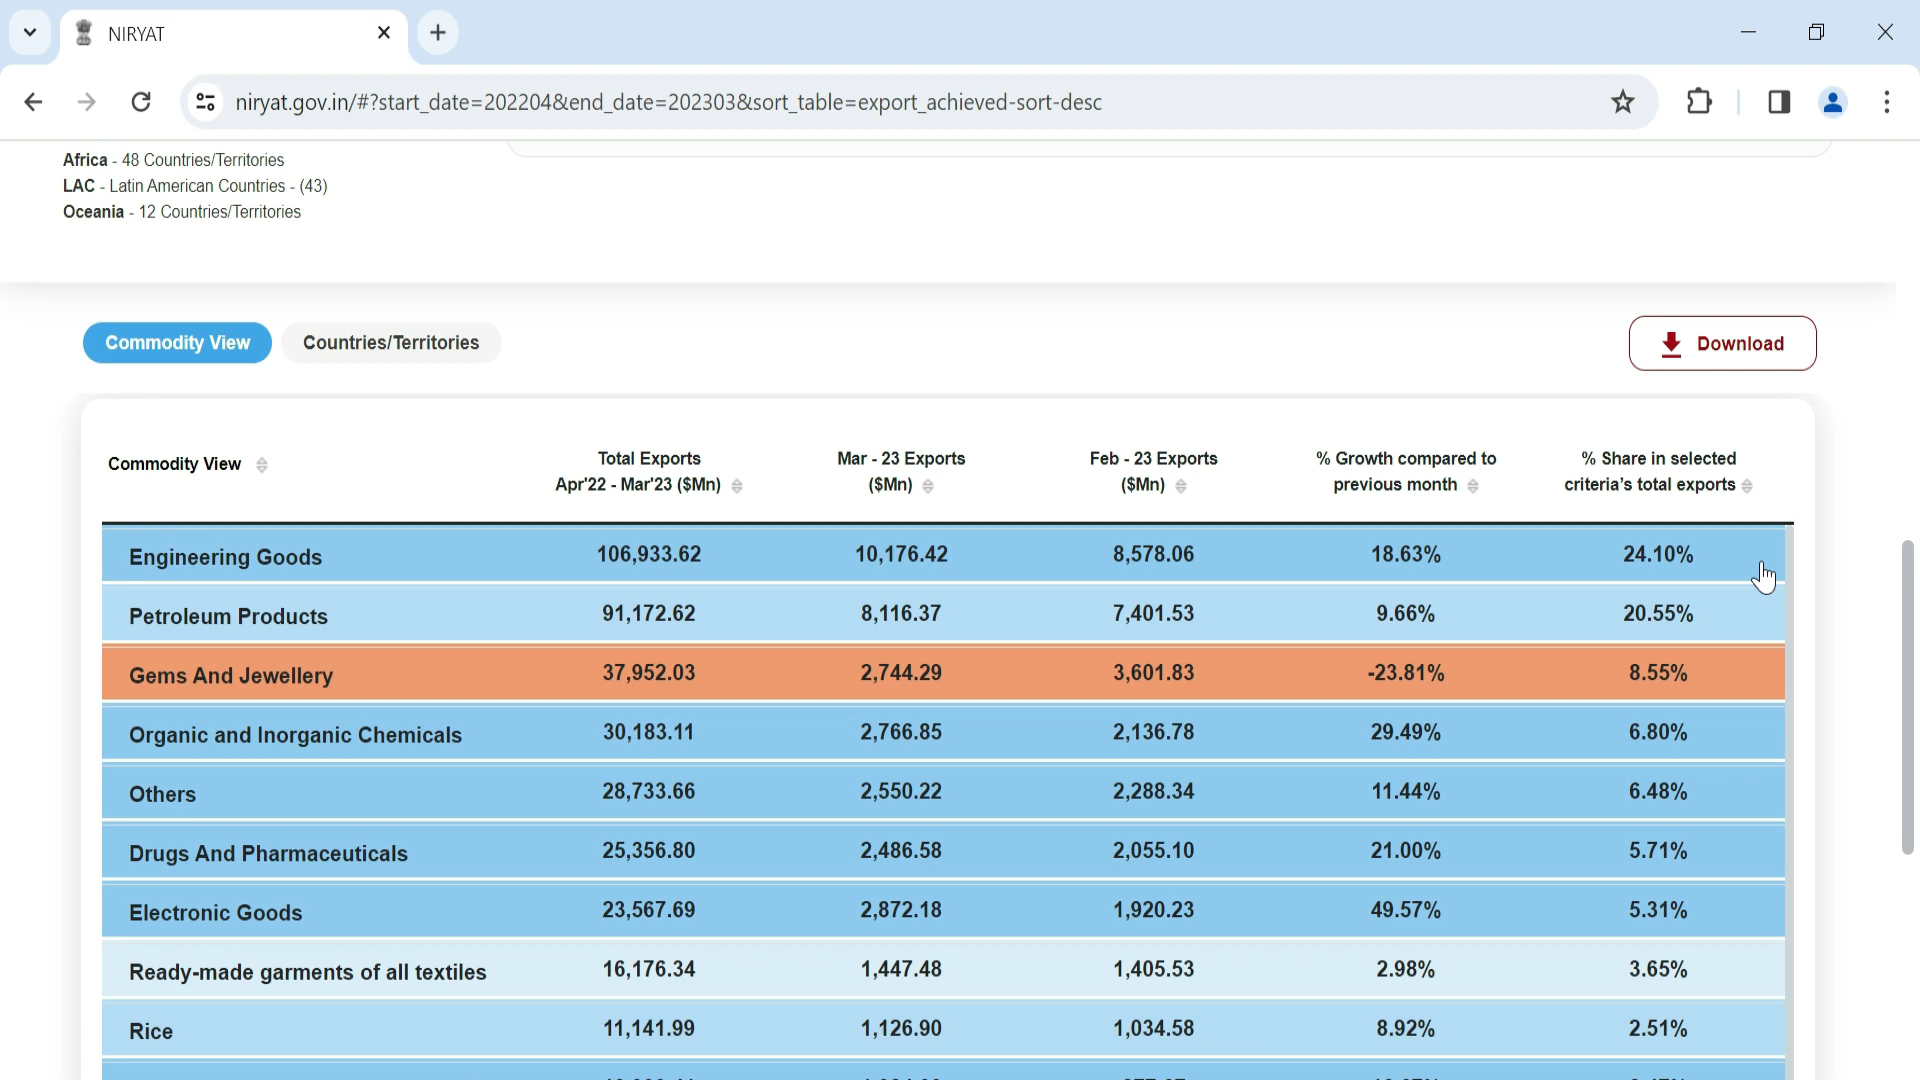 NIRYAT
niryat.gov.in/#?start_date=202204&end_date=202303&sort_table=export_achieved-sort-desc
Africa - 48 Countries/Territories
LAC - Latin American Countries - (43)
Oceania - 12 Countries/Territories
Commodity View Countries/Territories Download
Commodity View
Total Exports
Apr'22 - Mar'23 ($Mn)
Mar - 23 Exports
($Mn)
Feb - 23 Exports
($Mn)
% Growth compared to
previous month
% Share in selected
criteria's total exports
Engineering Goods 106,933.62 10,176.42 8,578.06 18.63% 24.10%
Petroleum Products 91,172.62 8,116.37 7,401.53 9.66% 20.55%
Gems And Jewellery 37,952.03 2,744.29 3,601.83 -23.81% 8.55%
Organic and Inorganic Chemicals 30,183.11 2,766.85 2,136.78 29.49% 6.80%
Others 28,733.66 2,550.22 2,288.34 11.44% 6.48%
Drugs And Pharmaceuticals 25,356.80 2,486.58 2,055.10 21.00% 5.71%
Electronic Goods 23,567.69 2,872.18 1,920.23 49.57% 5.31%
Ready-made garments of all textiles 16,176.34 1,447.48 1,405.53 2.98% 3.65%
Rice 11,141.99 1,126.90 1,034.58 8.92% 2.51%